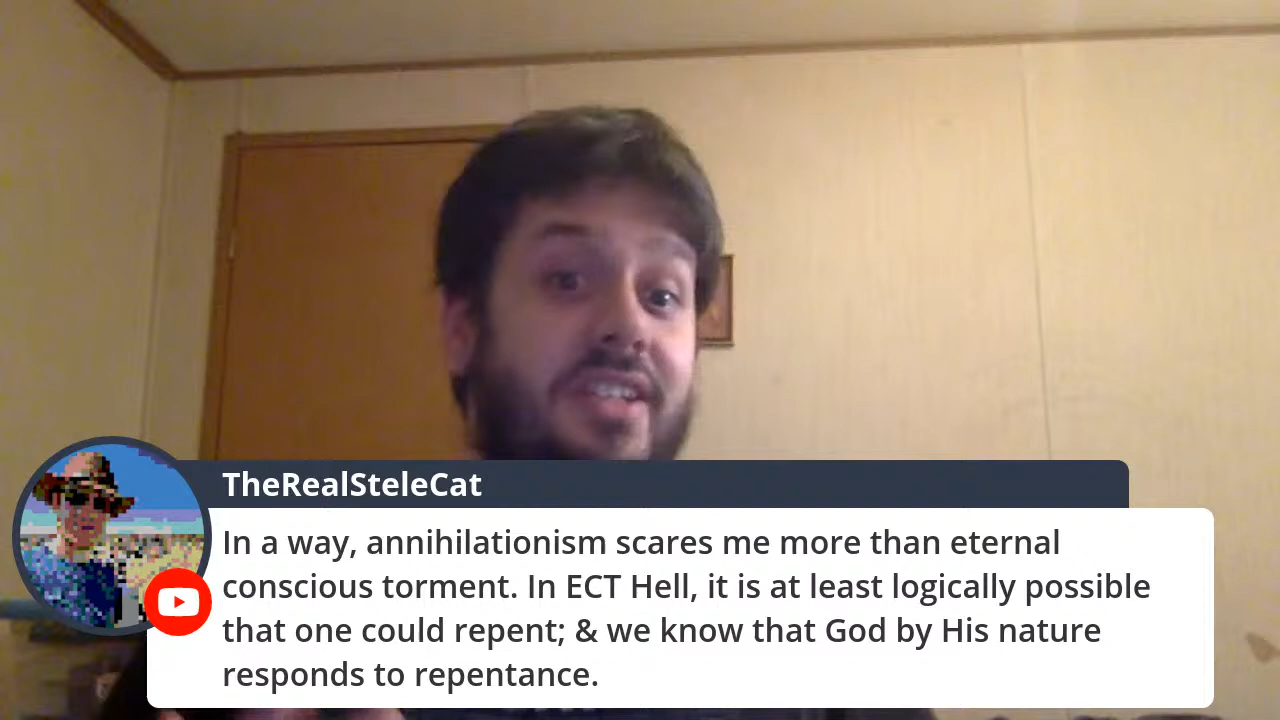 TheRealSteleCat
In a way, annihilationism scares me more than eternal
conscious torment. In ECT Hell, it is at least logically possible
that one could repent; & we know that God by His nature
responds to repentance.